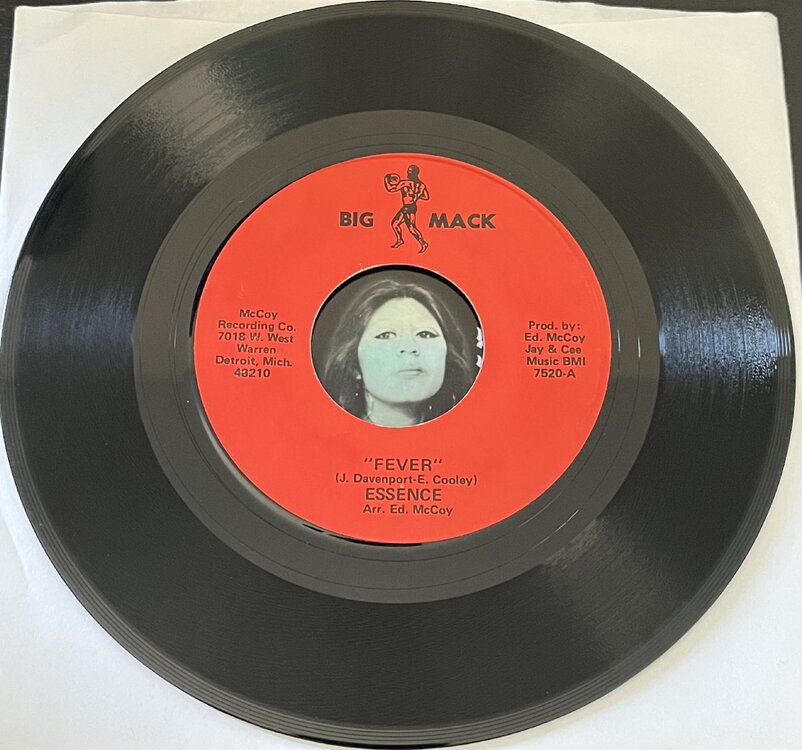 BIG MACK
McCoy
Recording Co.
7018 W. West
Warren
Detroit, Mich.
48210
Prod. by:
Ed. McCoy
Jay & Cee
Music BMI
7520-A
"FEVER"
(J. Davenport-E. Cooley)
ESSENCE
Arr. Ed. McCoy